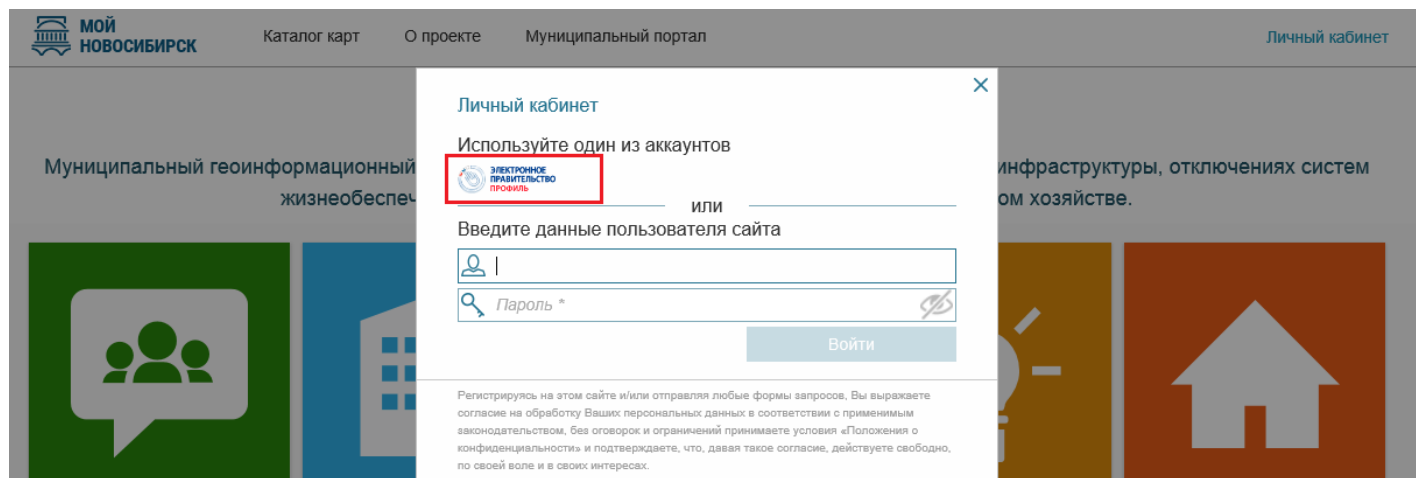 МОЙ
НОВОСИБИРСК
Каталог карт
О проекте
Муниципальный портал
Личный кабинет
Муниципальный геоинформационный
инфраструктуры, отключениях систем
жизнеобеспеч
ом хозяйстве.
Личный кабинет
Используйте один из аккаунтов
ЭЛЕКТРОННОЕ
ПРАВИТЕЛЬСТВО
ПРОФИЛЬ
или
Введите данные пользователя сайта
Пароль *
Войти
Регистрируясь на этом сайте и/или отправляя любые формы запросов, Вы выражаете
согласие на обработку Ваших персональных данных в соответствии с применимым
законодательством, без оговорок и ограничений принимаете условия «Положения о
конфиденциальности» и подтверждаете, что, давая такое согласие, действуете свободно,
по своей воле и в своих интересах.